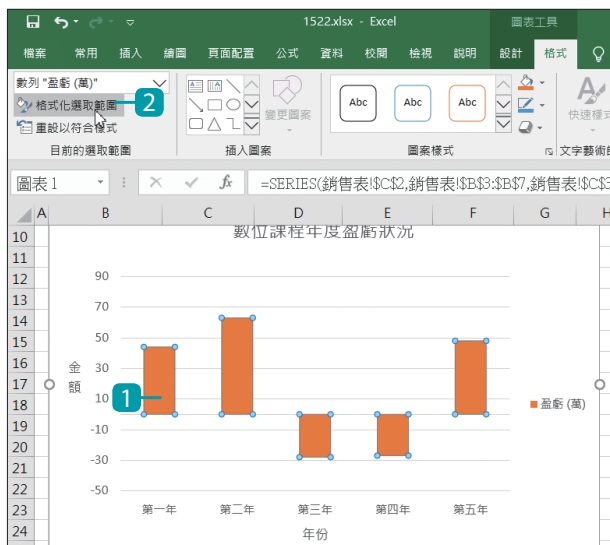 1522.xlsx - Excel
圖表工具
檔案 常用 插入 繪圖 頁面配置 公式 資料 校閱 檢視 說明 設計 格式
數列 "盈虧 (萬)"
格式化選取範圍
2
重設以符合樣式
變更圖案
Abc Abc Abc
快速樣式
目前的選取範圍 插入圖案 圖案樣式 文字藝術師
圖表 1 fx =SERIES(銷售表!$C$2,銷售表!$B$3:$B$7,銷售表!$C$3
A B C D E F G H
數位課程年度盈虧狀況
10
11
12
13
14
15
16
17
18
19
20
21
22
23
24
90
70
50
30
10
-10
-30
-50
金額
1
盈虧 (萬)
第一年 第二年 第三年 第四年 第五年
年份